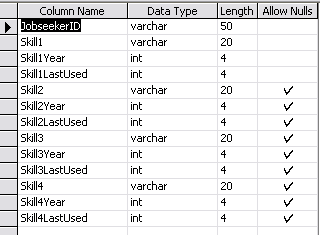 Column Name Data Type Length Allow Nulls
JobseekerID varchar 50
Skill1 varchar 20
Skill1Year int 4
Skill1LastUsed int 4
Skill2 varchar 20 ✓
Skill2Year int 4 ✓
Skill2LastUsed int 4 ✓
Skill3 varchar 20 ✓
Skill3Year int 4 ✓
Skill3LastUsed int 4 ✓
Skill4 varchar 20 ✓
Skill4Year int 4 ✓
Skill4LastUsed int 4 ✓